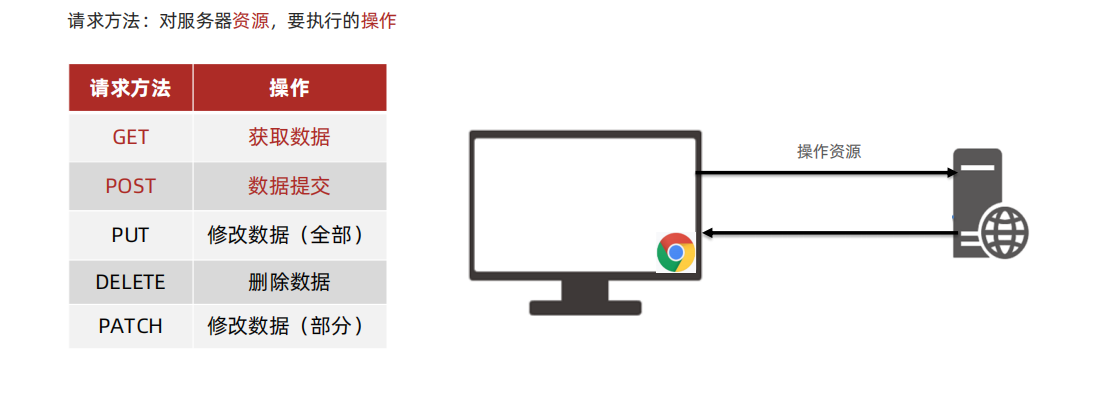 请求方法：对服务器资源，要执行的操作
请求方法 操作
GET 获取数据
POST 数据提交
PUT 修改数据（全部）
DELETE 删除数据
PATCH 修改数据（部分）
操作资源